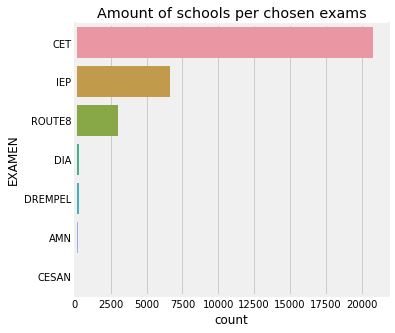 Amount of schools per chosen exams
CET
IEP
ROUTE8
DIA
DREMPEL
AMN
CESAN
EXAMEN
0 2500 5000 7500 10000 12500 15000 17500 20000
count